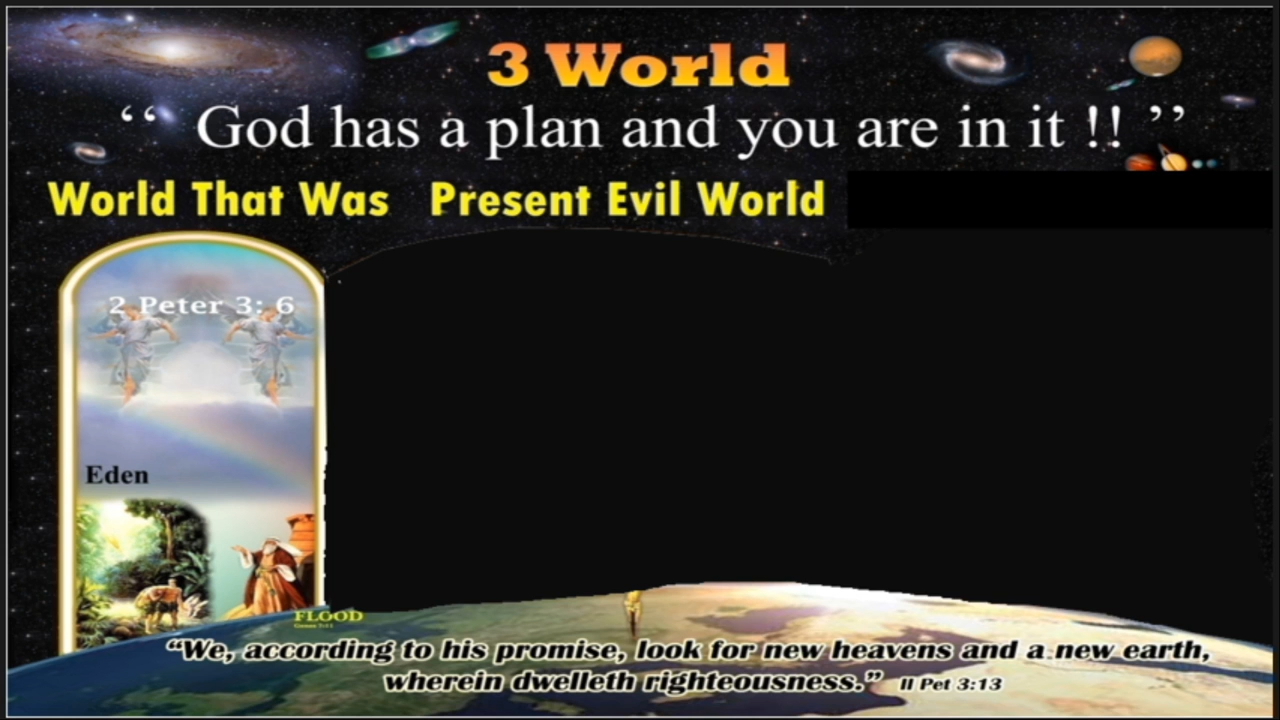 3 World
“ God has a plan and you are in it !! ”
World That Was Present Evil World
2 Peter 3: 6
Eden
FLOOD
“We, according to his promise, look for new heavens and a new earth,
wherein dwelleth righteousness.” II Pet 3:13